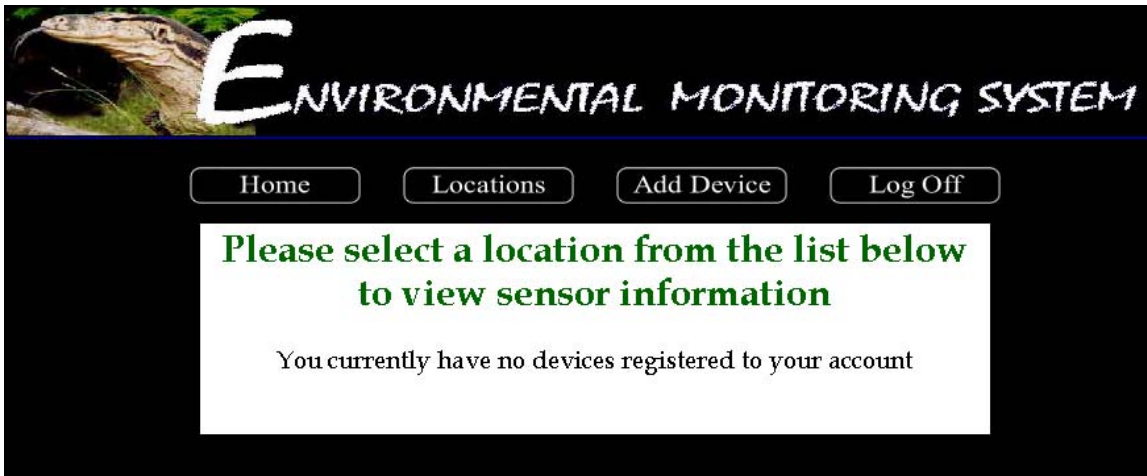 ENVIRONMENTAL MONITORING SYSTEM
Home
Locations
Add Device
Log Off
Please select a location from the list below
to view sensor information
You currently have no devices registered to your account